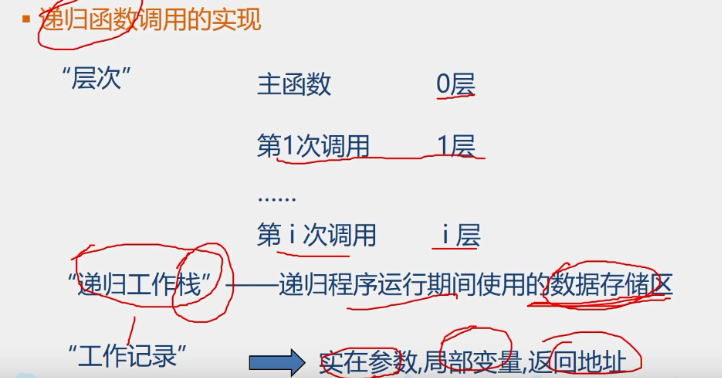 ▪ 递归函数调用的实现
“层次”
主函数 0层
第1次调用 1层
......
第 i 次调用 i 层
“递归工作栈”——递归程序运行期间使用的数据存储区
“工作记录” 实在参数,局部变量,返回地址